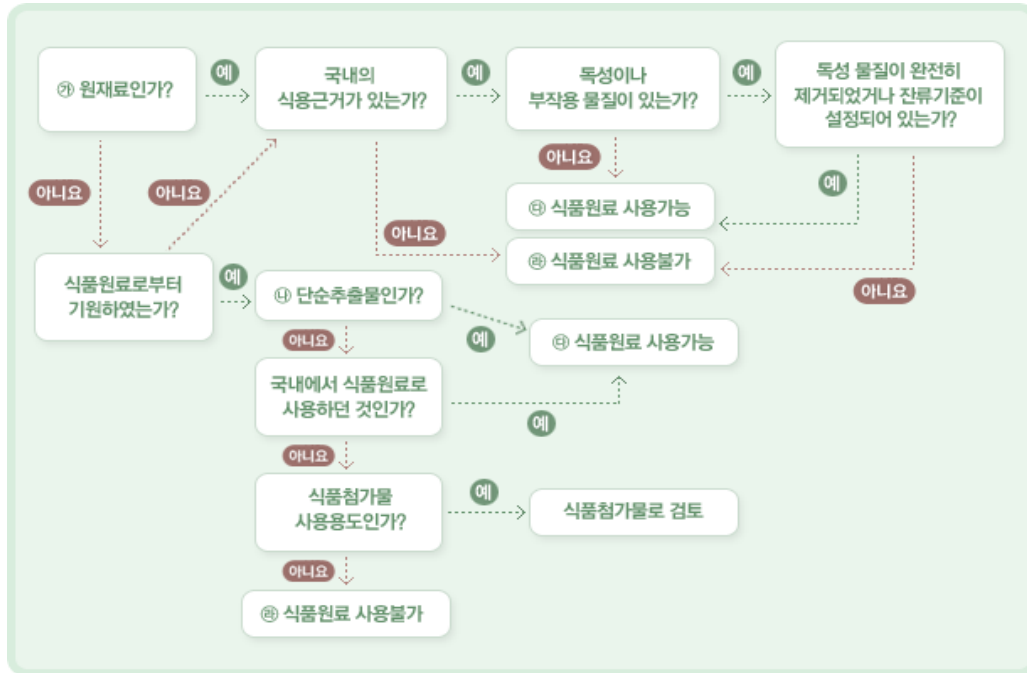 ㉮ 원재료인가?
예
국내의
식용근거가 있는가?
예
독성이나
부작용 물질이 있는가?
예
독성 물질이 완전히
제거되었거나 잔류기준이
설정되어 있는가?
아니요
아니요
아니요
예
㉰ 식품원료 사용가능
아니요
㉱ 식품원료 사용불가
아니요
식품원료로부터
기원하였는가?
예
㉯ 단순추출물인가?
예
㉰ 식품원료 사용가능
아니요
국내에서 식품원료로
사용하던 것인가?
예
아니요
식품첨가물
사용용도인가?
예
식품첨가물로 검토
아니요
㉱ 식품원료 사용불가